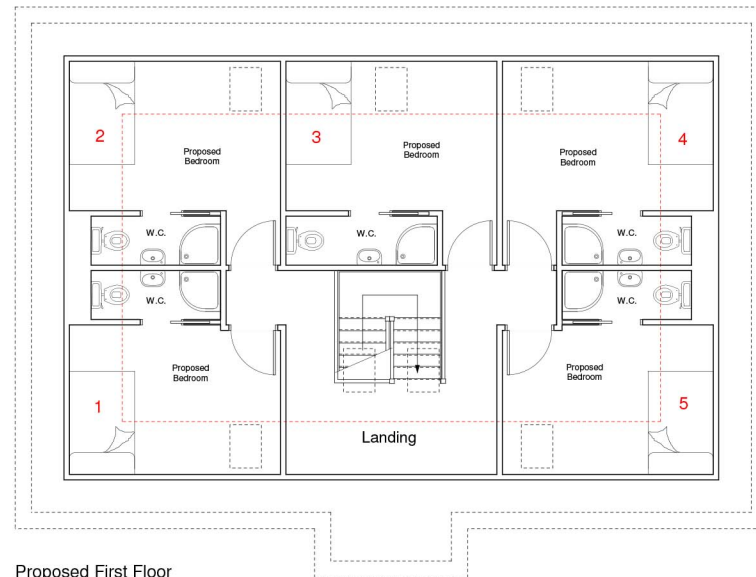 2
Proposed
Bedroom
3
Proposed
Bedroom
4
Proposed
Bedroom
W.C.
W.C.
W.C.
W.C.
W.C.
1
Proposed
Bedroom
5
Proposed
Bedroom
Landing
Proposed First Floor